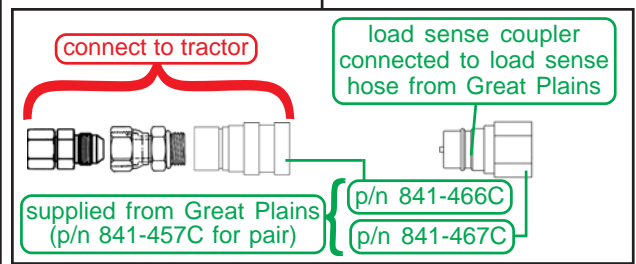 connect to tractor
load sense coupler
connected to load sense
hose from Great Plains
supplied from Great Plains
(p/n 841-457C for pair)
p/n 841-466C
p/n 841-467C